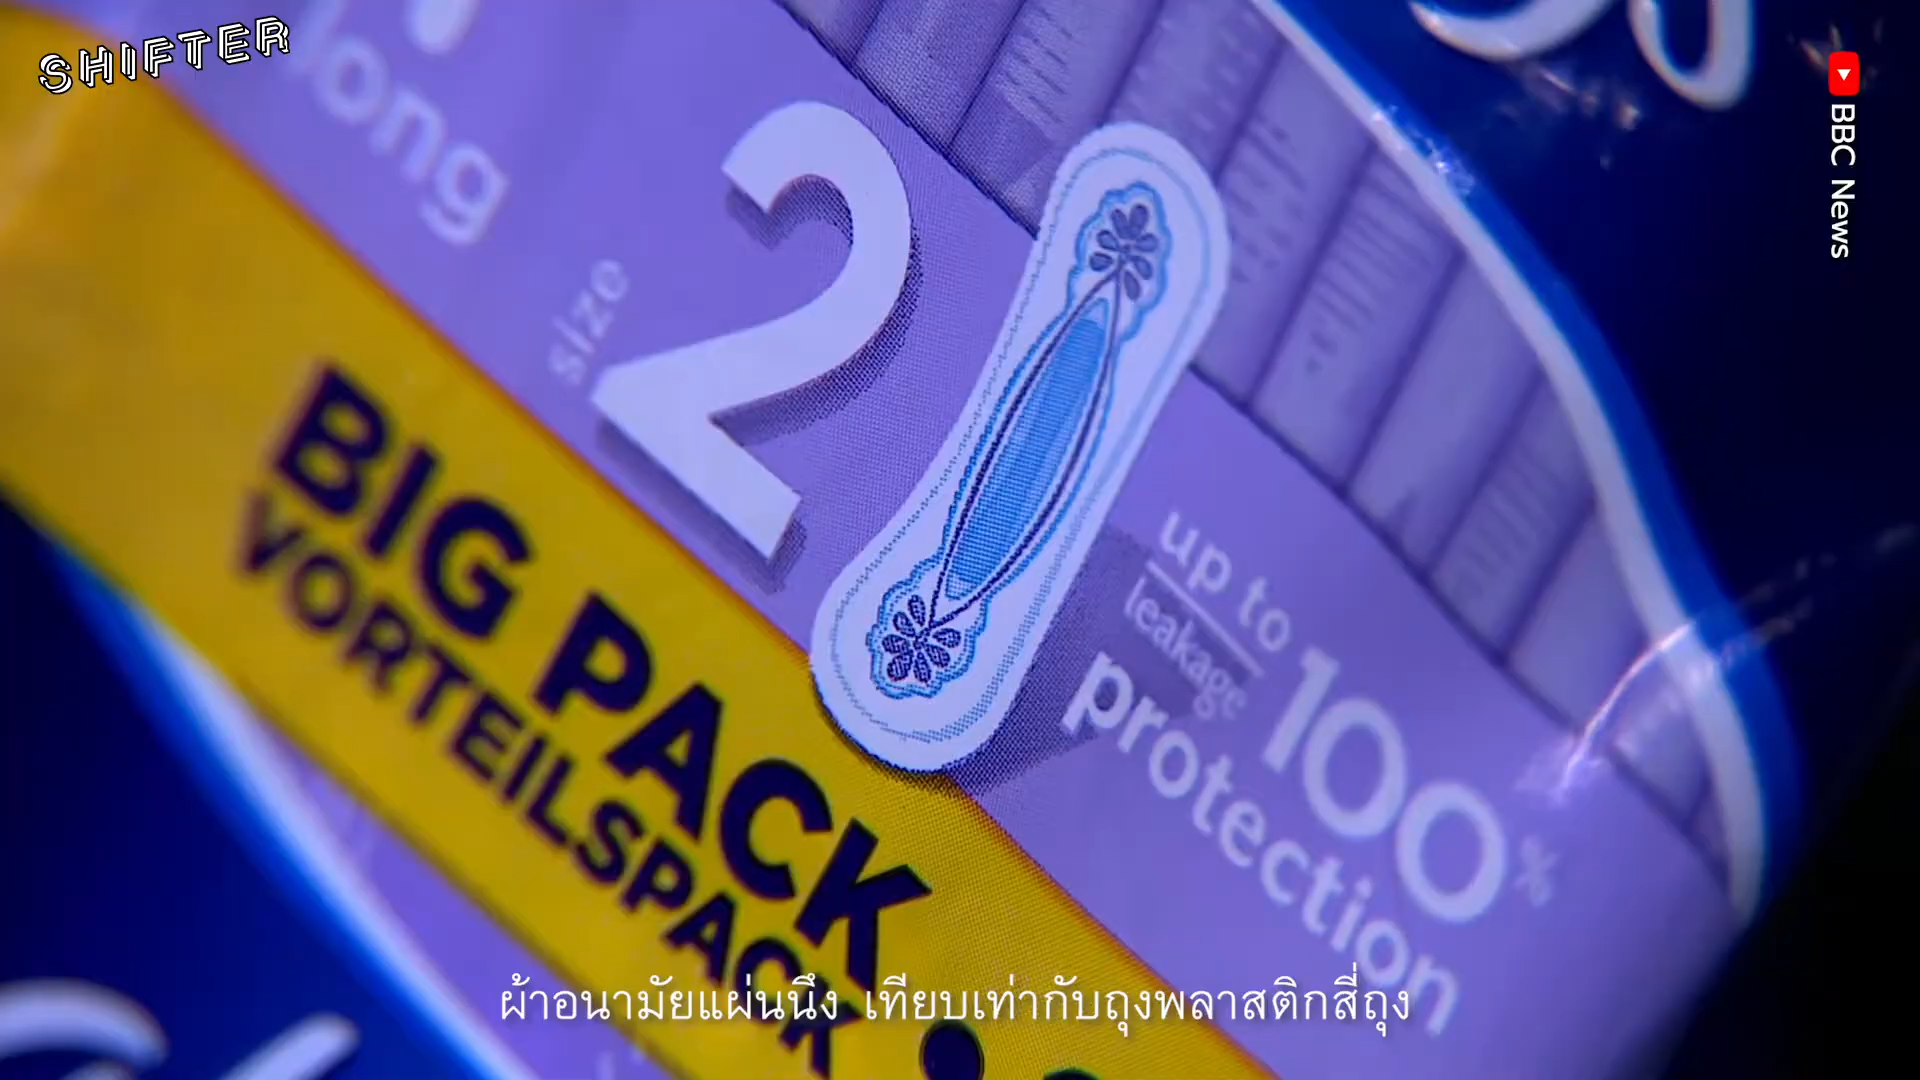 SHIFTER
BBC News
long
size
2
up to
leakage
100%
protection
BIG PACK
VORTEILSPACK
ผ้าอนามัยแผ่นนึง เทียบเท่ากับถุงพลาสติกสี่ถุง